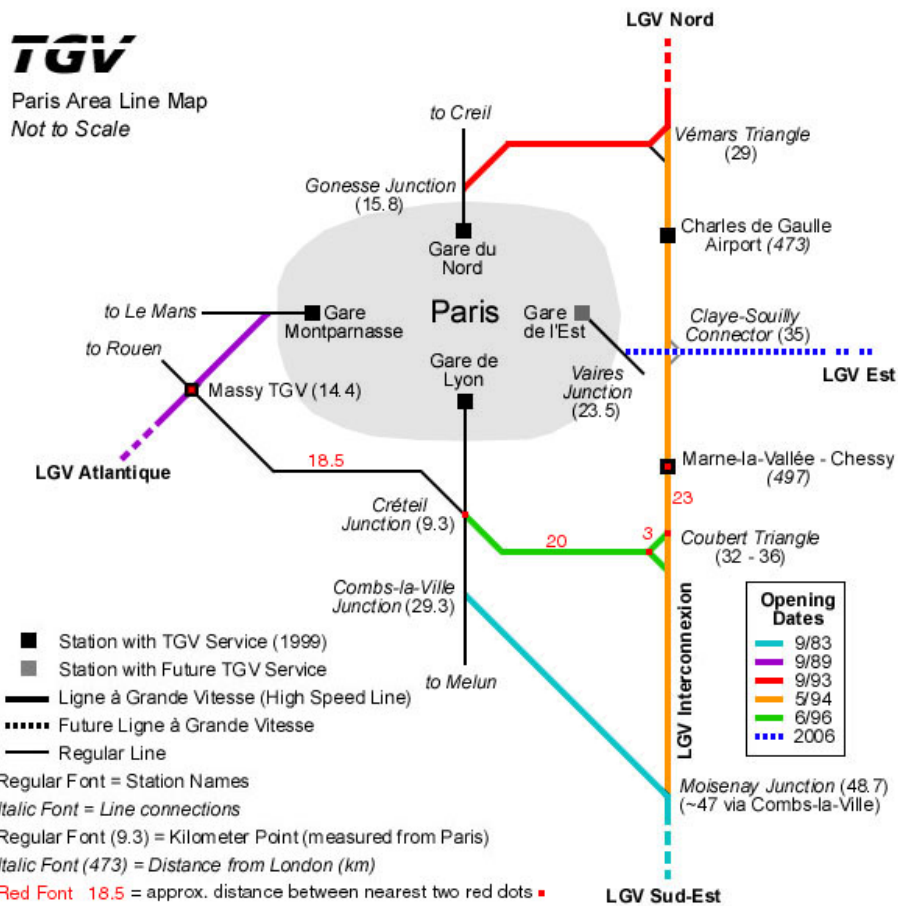 TGV
Paris Area Line Map
Not to Scale
LGV Nord
to Creil
Vémars Triangle
(29)
Gonesse Junction
(15.8)
Charles de Gaulle
Airport (473)
Gare du
Nord
to Le Mans
Gare
Montparnasse
Paris
Gare
de l'Est
Claye-Souilly
Connector (35)
to Rouen
Gare de
Lyon
Vaires
Junction
(23.5)
LGV Est
Massy TGV (14.4)
LGV Atlantique
18.5
Marne-la-Vallée - Chessy
(497)
23
Créteil
Junction (9.3)
20
3
Coubert Triangle
(32 - 36)
Combs-la-Ville
Junction (29.3)
to Melun
LGV Interconnexion
Opening
Dates
9/83
9/89
9/93
5/94
6/96
2006
Station with TGV Service (1999)
Station with Future TGV Service
Ligne à Grande Vitesse (High Speed Line)
Future Ligne à Grande Vitesse
Regular Line
Regular Font = Station Names
Italic Font = Line connections
Regular Font (9.3) = Kilometer Point (measured from Paris)
Italic Font (473) = Distance from London (km)
Red Font 18.5 = approx. distance between nearest two red dots
Moisenay Junction (48.7)
(~47 via Combs-la-Ville)
LGV Sud-Est